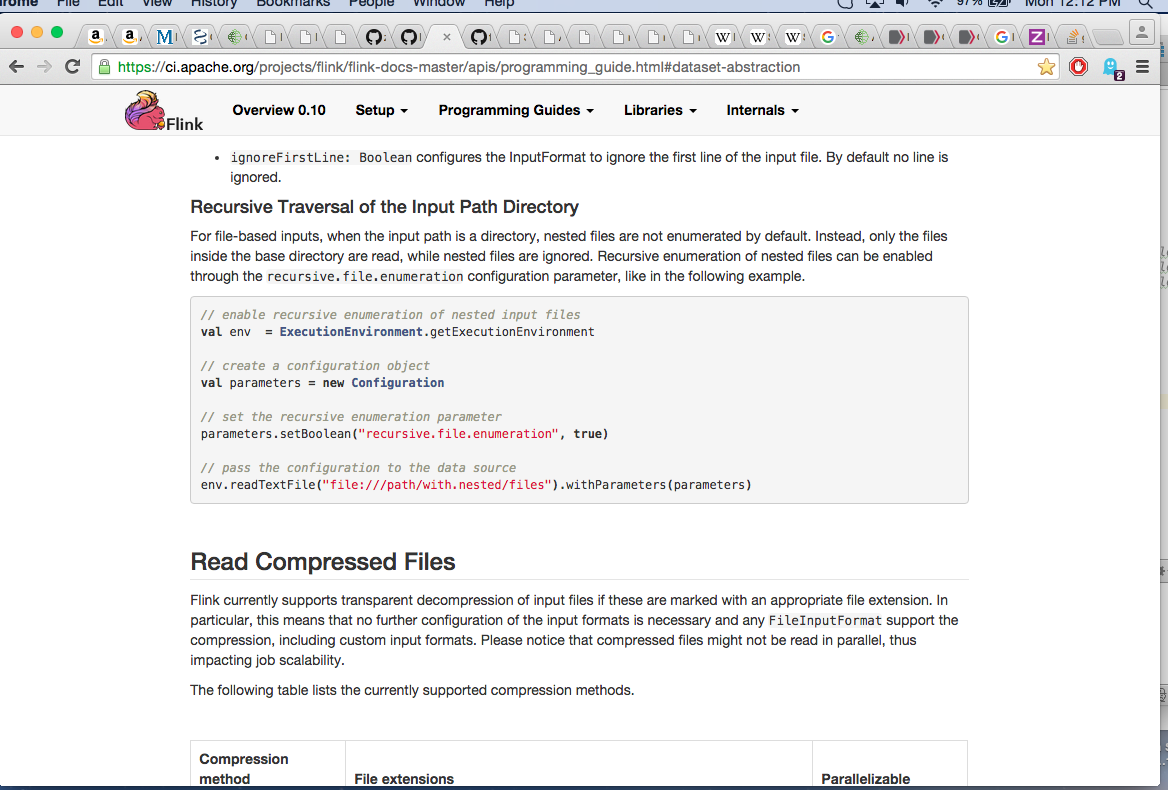 File Edit View History Bookmarks People Window Help 97% Mon 12:12 PM
https://ci.apache.org/projects/flink/flink-docs-master/apis/programming_guide.html#dataset-abstraction
2
Flink Overview 0.10 Setup Programming Guides Libraries Internals
• ignoreFirstLine: Boolean configures the InputFormat to ignore the first line of the input file. By default no line is
ignored.
Recursive Traversal of the Input Path Directory
For file-based inputs, when the input path is a directory, nested files are not enumerated by default. Instead, only the files
inside the base directory are read, while nested files are ignored. Recursive enumeration of nested files can be enabled
through the recursive.file.enumeration configuration parameter, like in the following example.
// enable recursive enumeration of nested input files
val env  = ExecutionEnvironment.getExecutionEnvironment
// create a configuration object
val parameters = new Configuration
// set the recursive enumeration parameter
parameters.setBoolean("recursive.file.enumeration", true)
// pass the configuration to the data source
env.readTextFile("file:///path/with.nested/files").withParameters(parameters)
Read Compressed Files
Flink currently supports transparent decompression of input files if these are marked with an appropriate file extension. In
particular, this means that no further configuration of the input formats is necessary and any FileInputFormat support the
compression, including custom input formats. Please notice that compressed files might not be read in parallel, thus
impacting job scalability.
The following table lists the currently supported compression methods.
Compression
method File extensions Parallelizable